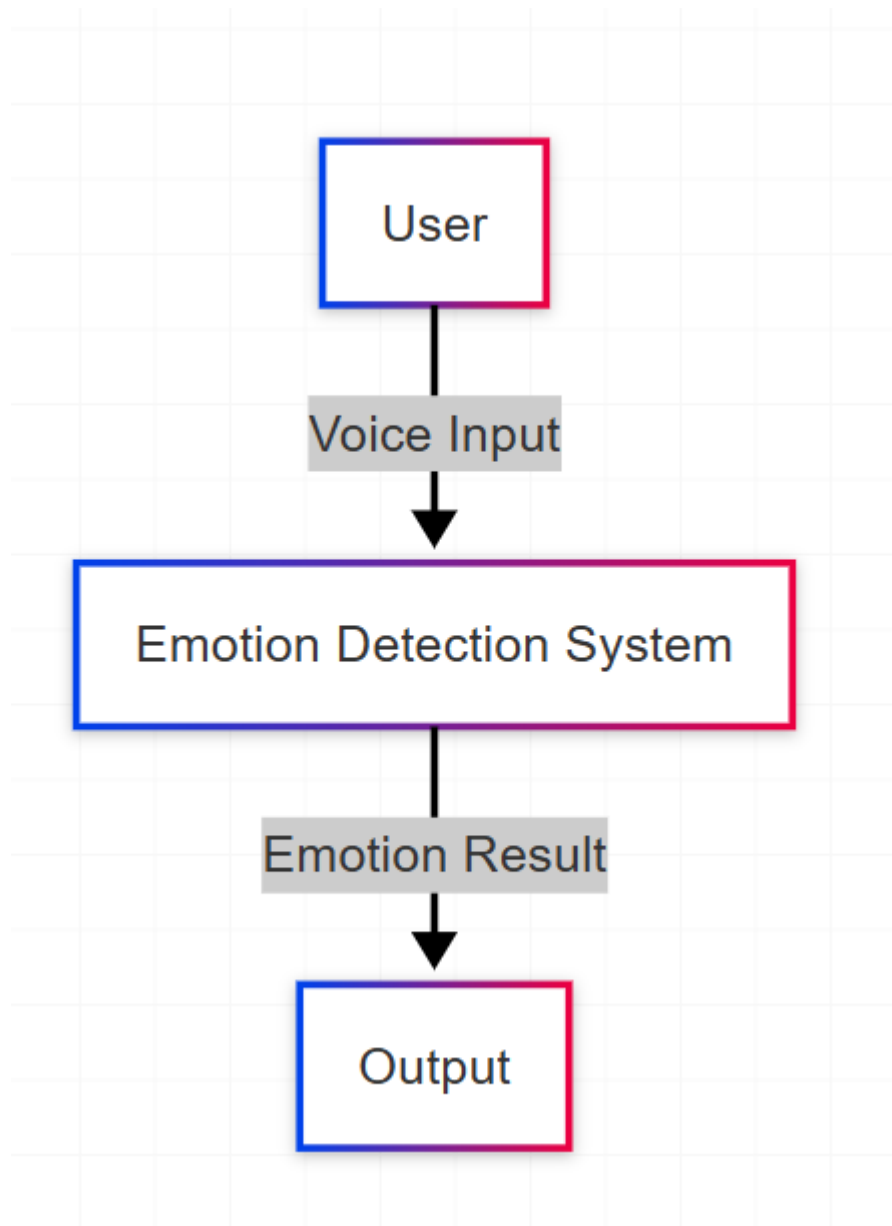 User
Voice Input
Emotion Detection System
Emotion Result
Output